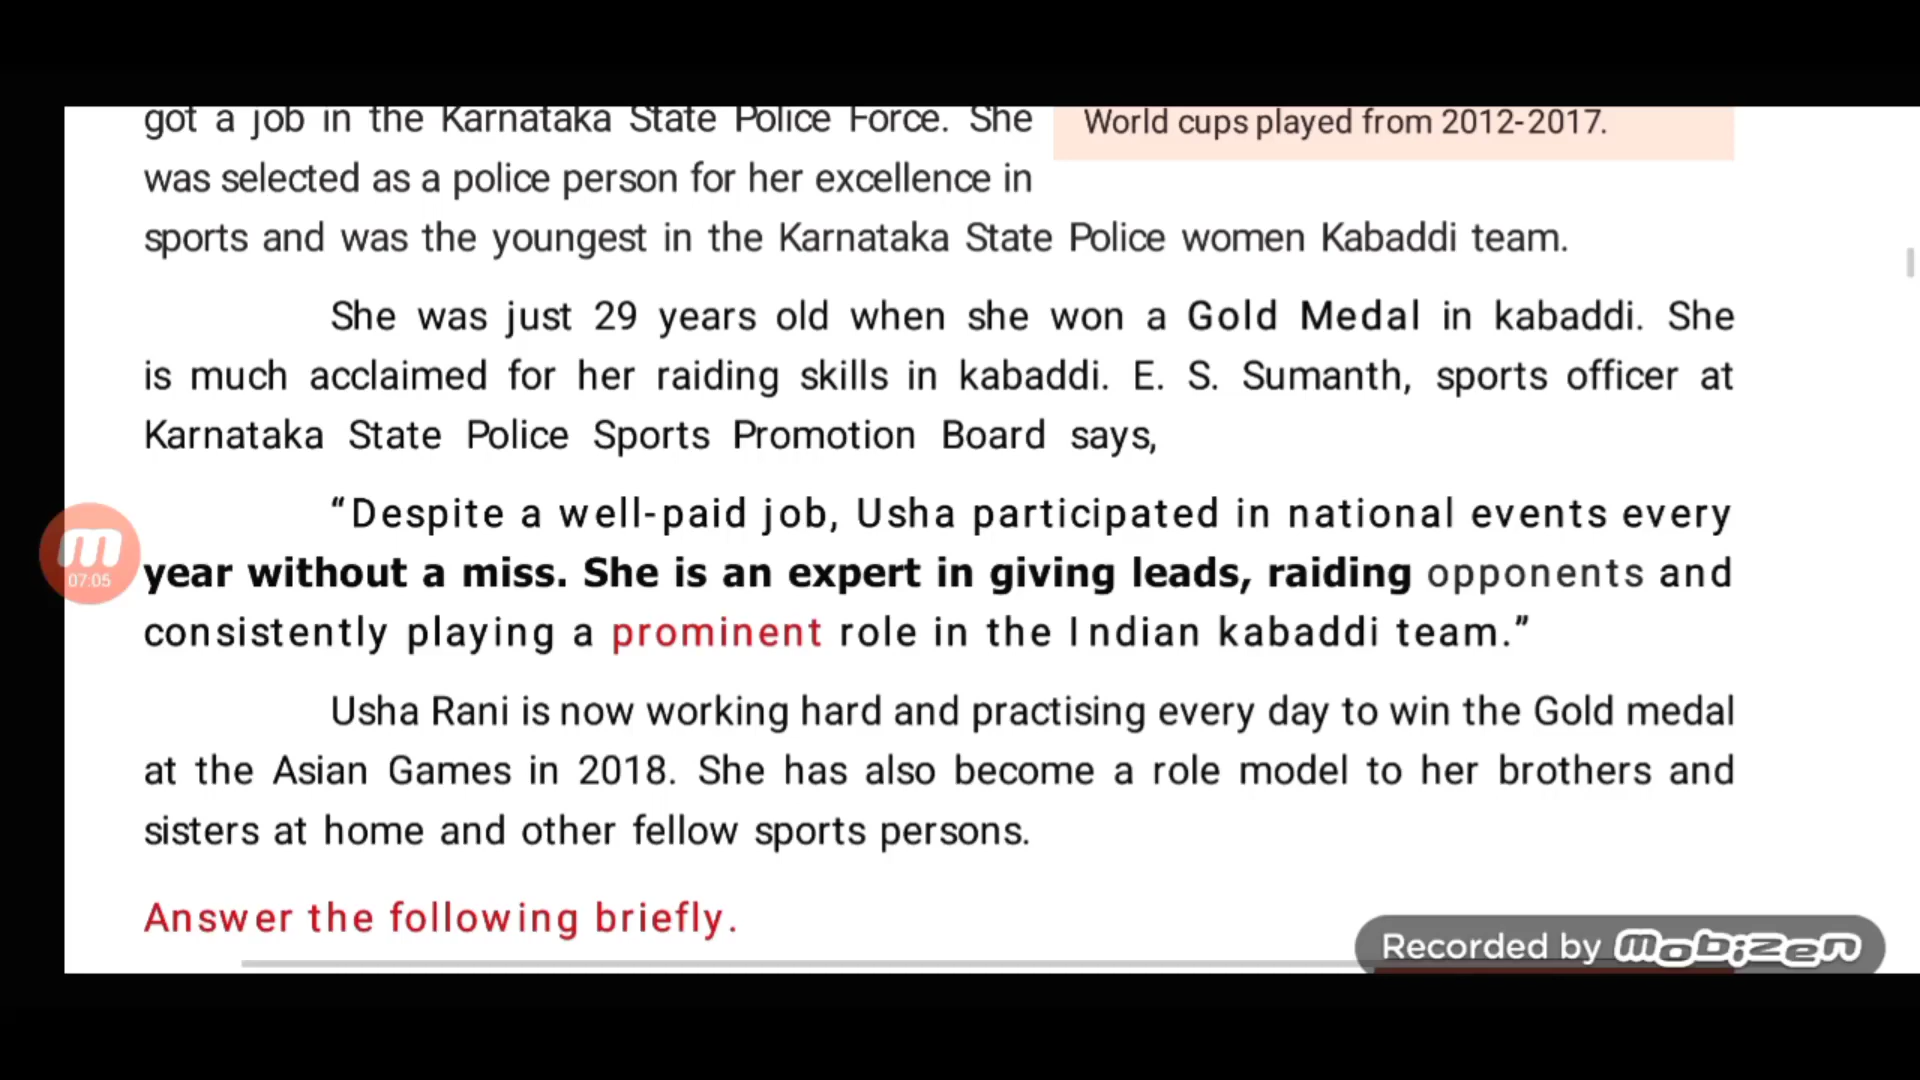 got a job in the Karnataka State Police Force. She
World cups played from 2012-2017.
was selected as a police person for her excellence in
sports and was the youngest in the Karnataka State Police women Kabaddi team.
She was just 29 years old when she won a Gold Medal in kabaddi. She
is much acclaimed for her raiding skills in kabaddi. E. S. Sumanth, sports officer at
Karnataka State Police Sports Promotion Board says,
“Despite a well-paid job, Usha participated in national events every
year without a miss. She is an expert in giving leads, raiding opponents and
consistently playing a prominent role in the Indian kabaddi team.”
Usha Rani is now working hard and practising every day to win the Gold medal
at the Asian Games in 2018. She has also become a role model to her brothers and
sisters at home and other fellow sports persons.
Answer the following briefly.
m
07:05
Recorded by mobizen